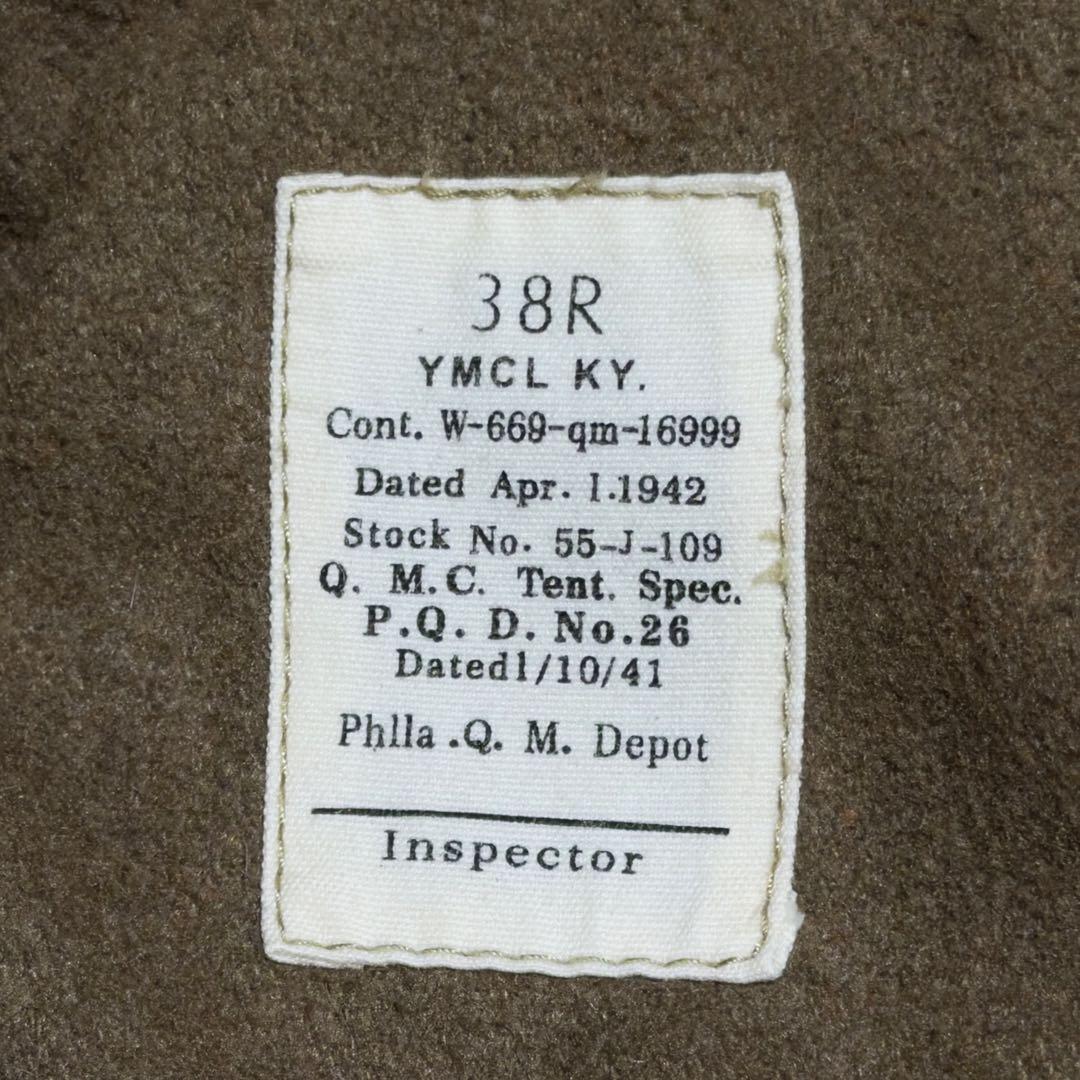 38R
YMCL KY.
Cont. W-669-qm-16999
Dated Apr. 1.1942
Stock No. 55-J-109
Q. M.C. Tent. Spec.
P.Q. D. No.26
Dated1/10/41
Phlla .Q. M. Depot
Inspector